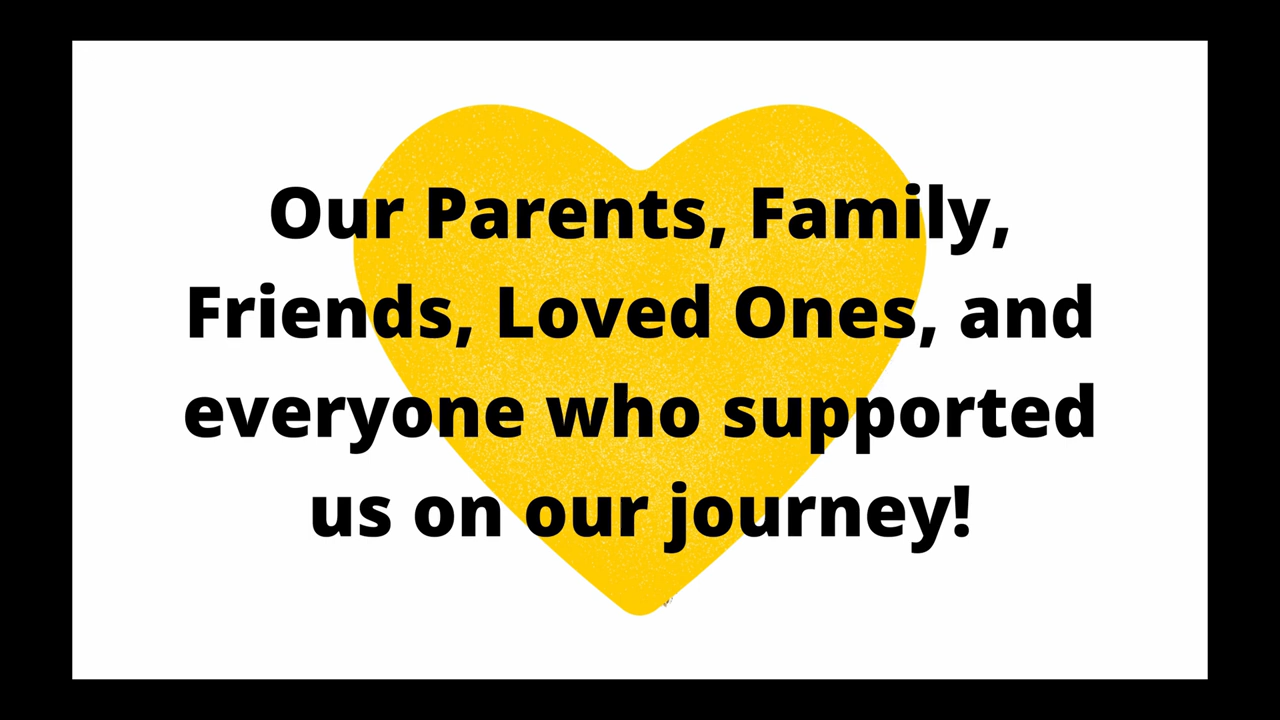 Our Parents, Family,
Friends, Loved Ones, and
everyone who supported
us on our journey!